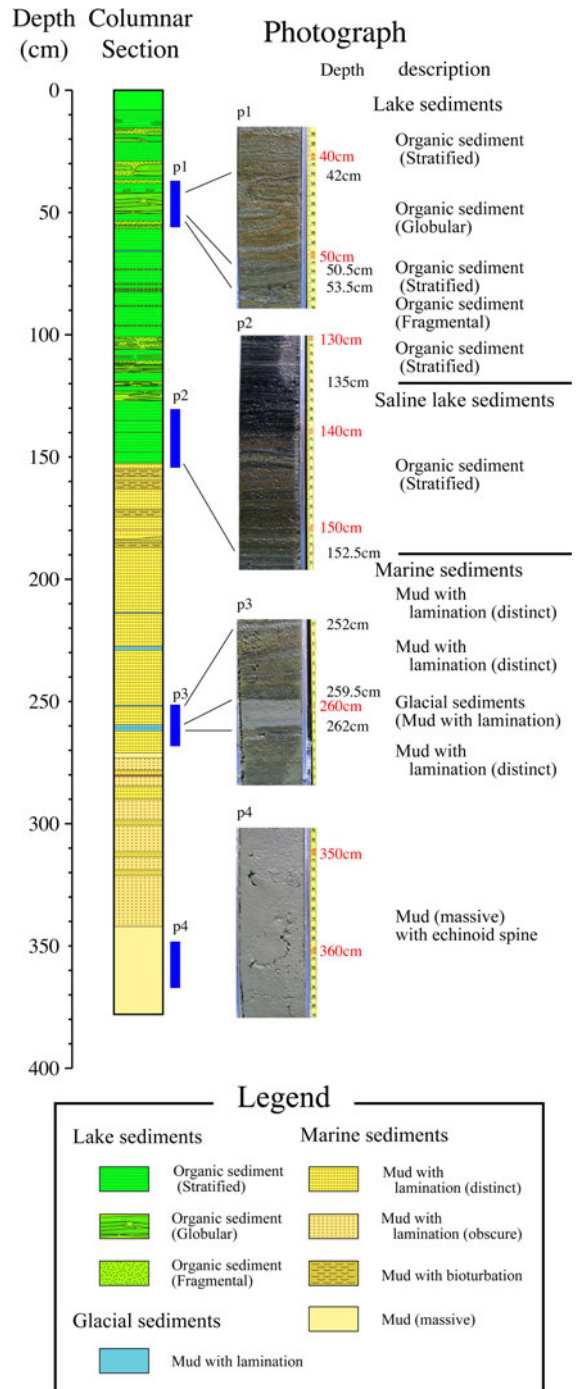 Depth
(cm)
Columnar
Section
Photograph
Depth
description
0
50
100
150
200
250
300
350
400
p1
p2
p3
p4
Lake sediments
p1
40cm
42cm
50cm
50.5cm
53.5cm
Organic sediment
(Stratified)
Organic sediment
(Globular)
Organic sediment
(Stratified)
Organic sediment
(Fragmental)
Organic sediment
(Stratified)
p2
130cm
135cm
140cm
150cm
152.5cm
Saline lake sediments
Organic sediment
(Stratified)
Marine sediments
Mud with
lamination (distinct)
p3
252cm
259.5cm
260cm
262cm
Mud with
lamination (distinct)
Glacial sediments
(Mud with lamination)
Mud with
lamination (distinct)
p4
350cm
360cm
Mud (massive)
with echinoid spine
Legend
Lake sediments
Organic sediment
(Stratified)
Organic sediment
(Globular)
Organic sediment
(Fragmental)
Glacial sediments
Mud with lamination
Marine sediments
Mud with
lamination (distinct)
Mud with
lamination (obscure)
Mud with bioturbation
Mud (massive)